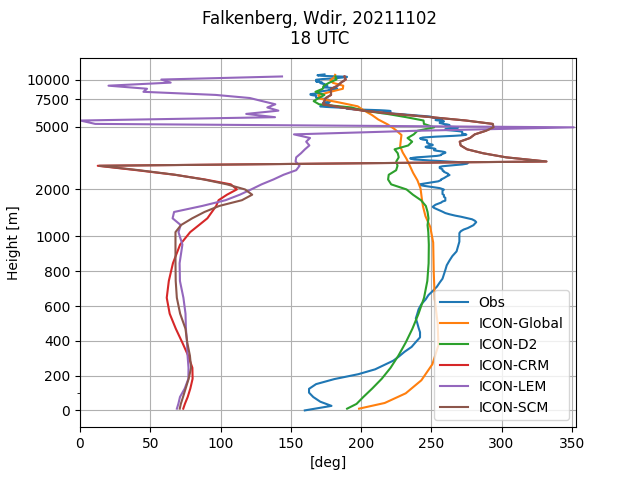 Falkenberg, Wdir, 20211102
18 UTC
Height [m]
10000
7500
5000
2000
1000
800
600
400
200
0
0 50 100 150 200 250 300 350
[deg]
Obs
ICON-Global
ICON-D2
ICON-CRM
ICON-LEM
ICON-SCM